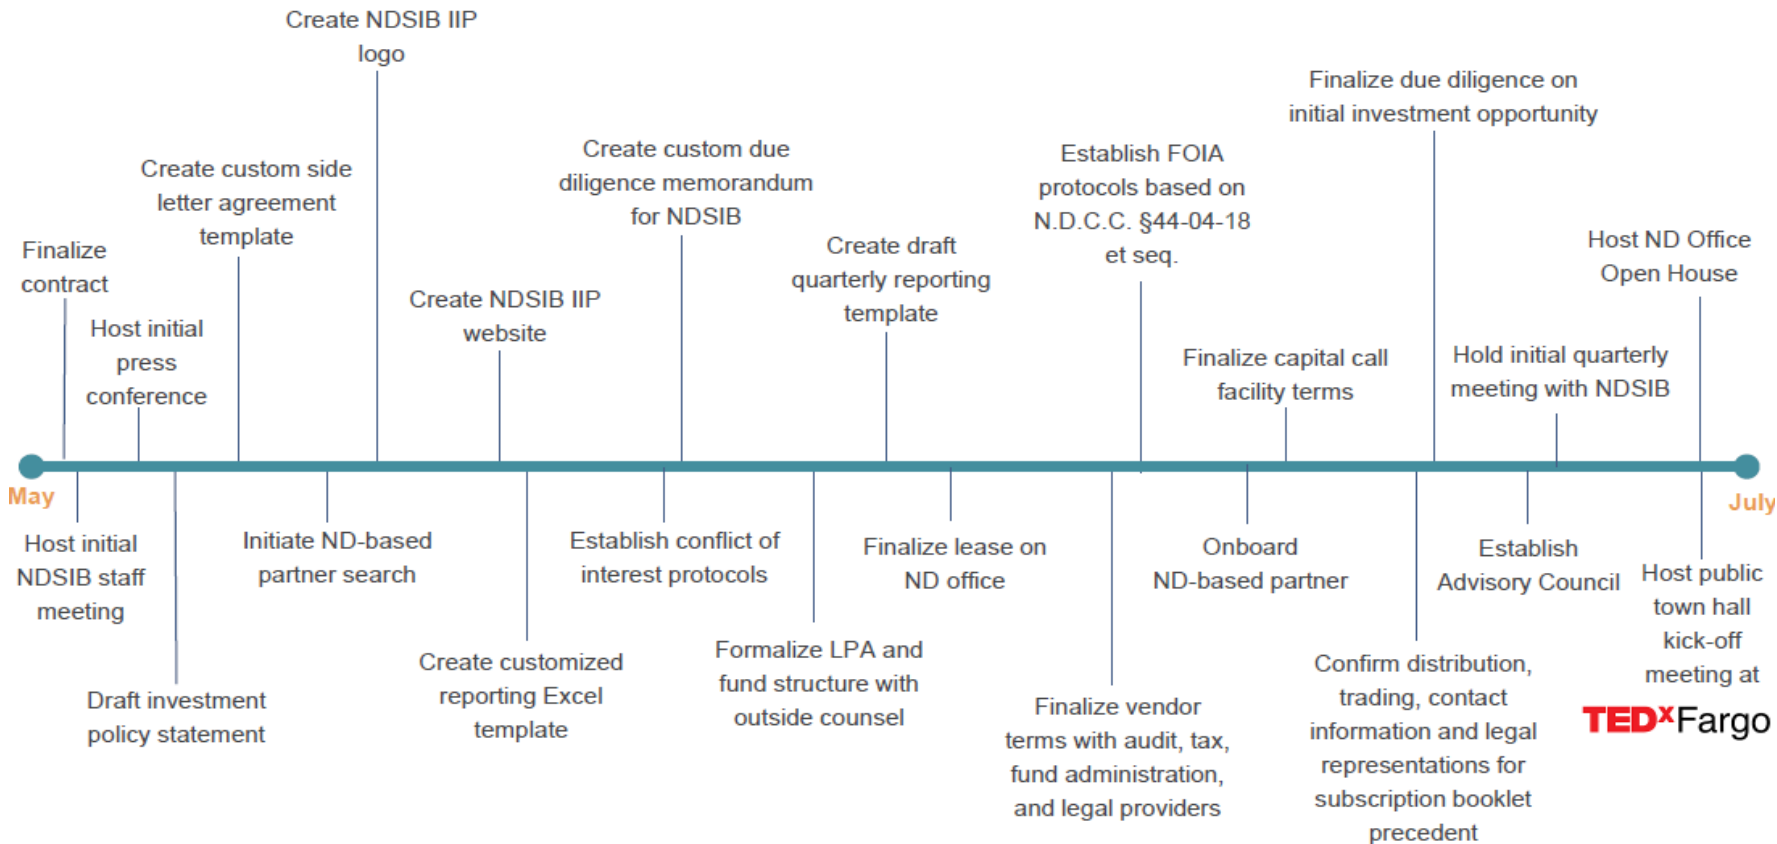 Create NDSIB IIP
logo
Finalize due diligence on
initial investment opportunity
Create custom side
letter agreement
template
Create custom due
diligence memorandum
for NDSIB
Establish FOIA
protocols based on
N.D.C.C. §44-04-18
et seq.
Finalize
contract
Create draft
quarterly reporting
template
Host ND Office
Open House
Host initial
press
conference
Create NDSIB IIP
website
Finalize capital call
facility terms
Hold initial quarterly
meeting with NDSIB
May
July
Host initial
NDSIB staff
meeting
Initiate ND-based
partner search
Establish conflict of
interest protocols
Finalize lease on
ND office
Onboard
ND-based partner
Establish
Advisory Council
Host public
town hall
kick-off
meeting at
TEDxFargo
Draft investment
policy statement
Create customized
reporting Excel
template
Formalize LPA and
fund structure with
outside counsel
Finalize vendor
terms with audit, tax,
fund administration,
and legal providers
Confirm distribution,
trading, contact
information and legal
representations for
subscription booklet
precedent